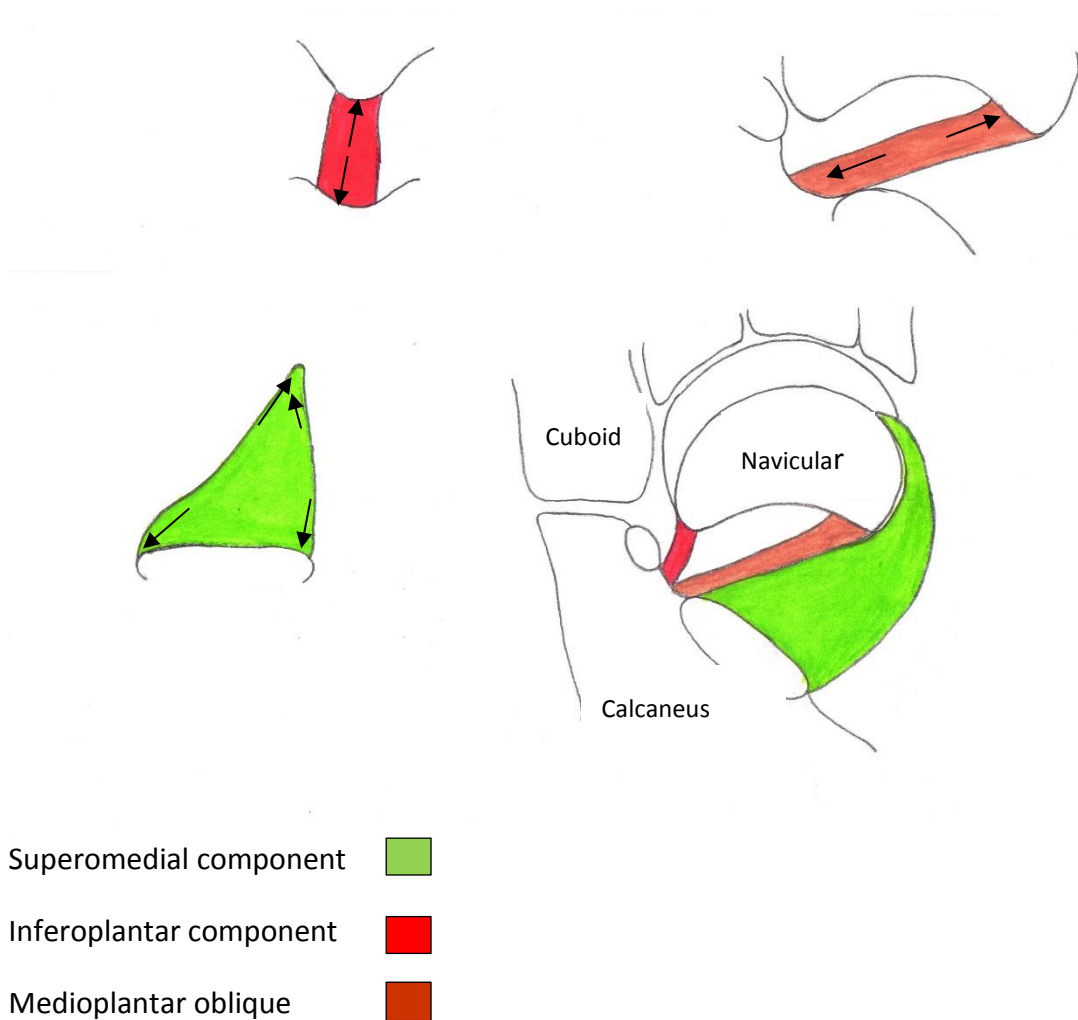 Cuboid
Navicular
Calcaneus
Superomedial component
Inferoplantar component
Medioplantar oblique